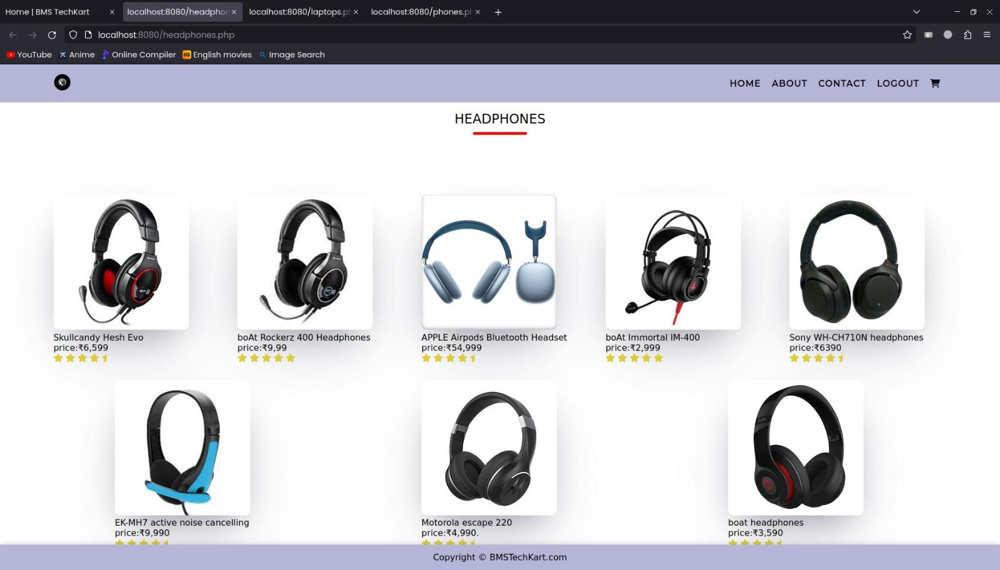 Home | BMS TechKart
localhost:8080/headphon
localhost:8080/laptops.ph
localhost:8080/phones.ph
localhost:8080/headphones.php
YouTube
Anime
Online Compiler
HD
English movies
Image Search
HOME
ABOUT
CONTACT
LOGOUT
HEADPHONES
Skullcandy Hesh Evo
price:₹6,599
boAt Rockerz 400 Headphones
price:₹9,99
APPLE Airpods Bluetooth Headset
price:₹54,999
boAt Immortal IM-400
price:₹2,999
Sony WH-CH710N headphones
price:₹6390
EK-MH7 active noise cancelling
price:₹9,990
Motorola escape 220
price:₹4,990.
boat headphones
price:₹3,590
Copyright © BMSTechKart.com